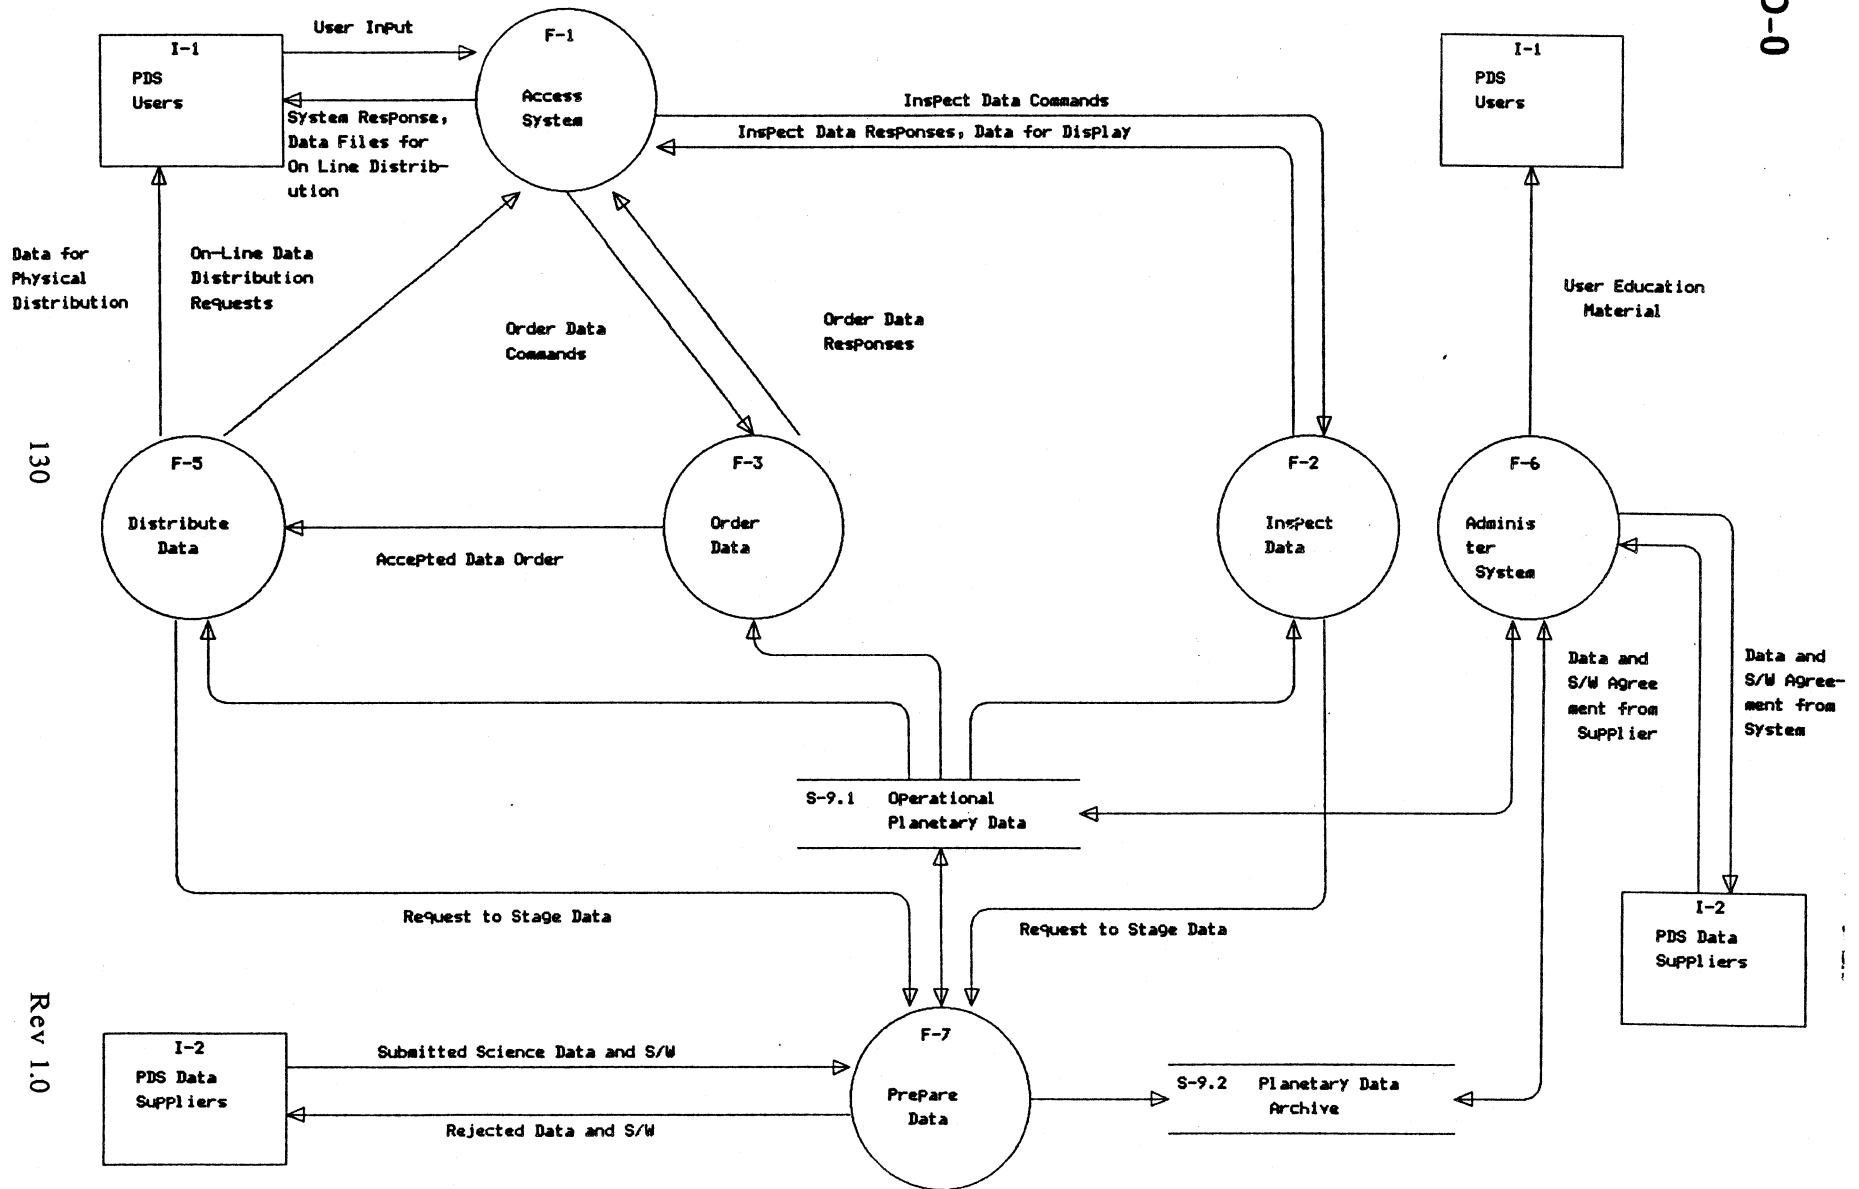 C-0
User Input
I-1
PDS
Users
F-1
Access
System
System Response,
Data Files for
On Line Distrib-
ution
Inspect Data Commands
Inspect Data Responses, Data for Display
I-1
PDS
Users
Data for
Physical
Distribution
On-Line Data
Distribution
Requests
Order Data
Commands
Order Data
Responses
User Education
Material
130
F-5
Distribute
Data
F-3
Order
Data
F-2
Inspect
Data
F-6
Adminis
ter
System
Accepted Data Order
Data and
S/W Agree
ment from
Supplier
Data and
S/W Agree-
ment from
System
S-9.1 Operational
Planetary Data
Request to Stage Data
Request to Stage Data
I-2
PDS Data
Suppliers
Rev 1.0
I-2
PDS Data
Suppliers
Submitted Science Data and S/W
Rejected Data and S/W
F-7
Prepare
Data
S-9.2 Planetary Data
Archive